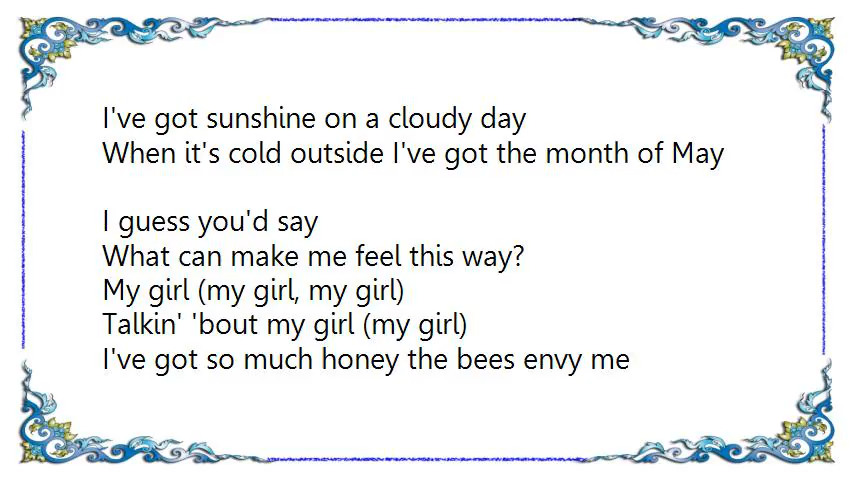 I've got sunshine on a cloudy day
When it's cold outside I've got the month of May
I guess you'd say
What can make me feel this way?
My girl (my girl, my girl)
Talkin' 'bout my girl (my girl)
I've got so much honey the bees envy me